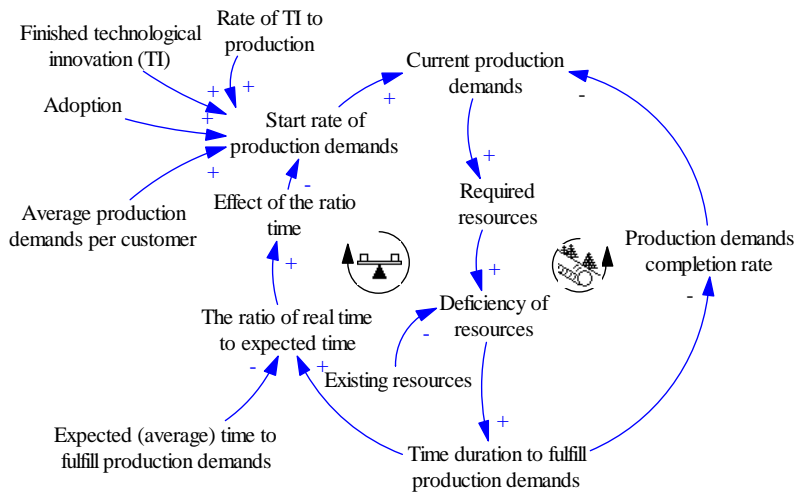 Finished technological
innovation (TI)
Rate of TI to
production
+
+
Adoption
+
+
Average production
demands per customer
Start rate of
production demands
+
Current production
demands
-
+
Required
resources
-
Effect of the ratio
time
+
+
Deficiency of
resources
-
Production demands
completion rate
-
The ratio of real time
to expected time
-
+
Existing resources
+
Expected (average) time to
fulfill production demands
Time duration to fulfill
production demands